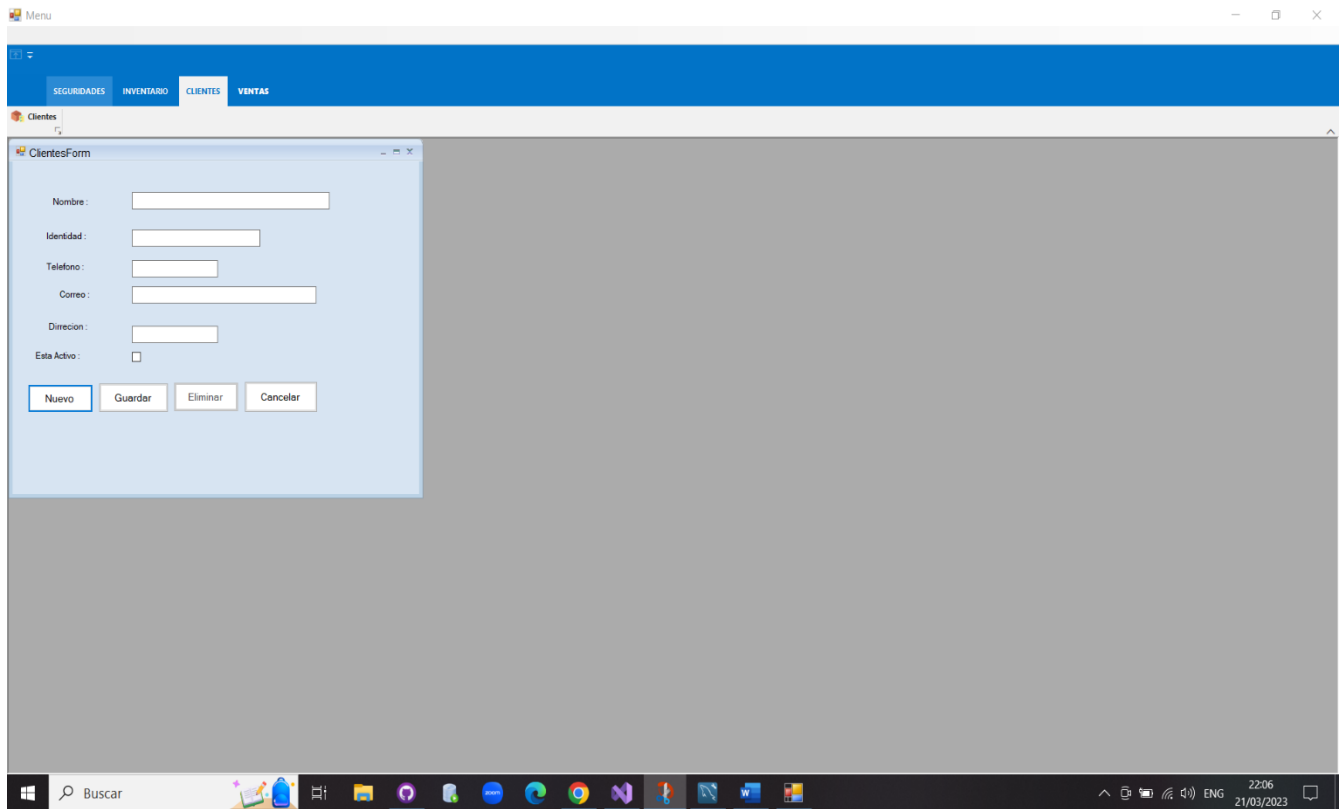 Menu
SEGURIDADES INVENTARIO CLIENTES VENTAS
Clientes
ClientesForm
Nombre :
Identidad :
Telefono :
Correo :
Dirrecion :
Esta Activo :
Nuevo Guardar Eliminar Cancelar
Buscar
zoom
W
ENG
22:06
21/03/2023